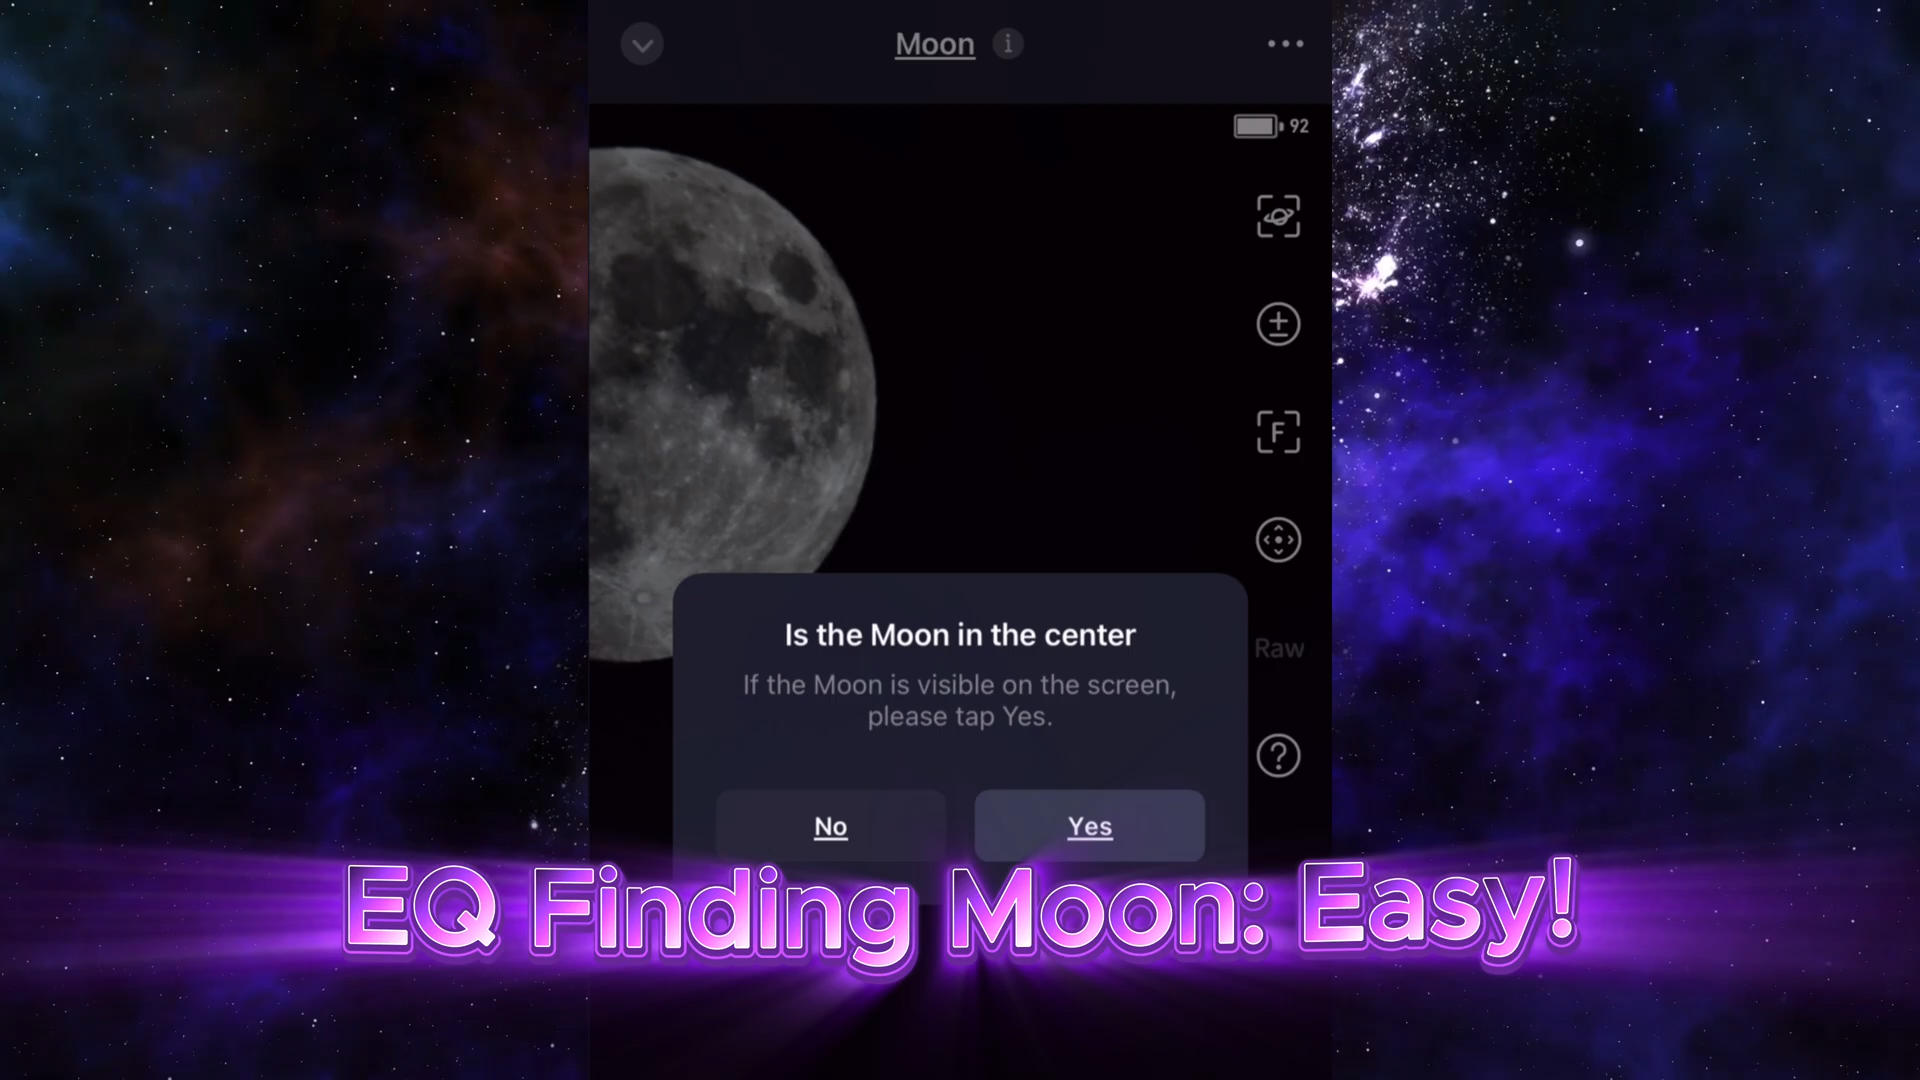 Moon i
92
F
Raw
Is the Moon in the center
If the Moon is visible on the screen,
please tap Yes.
?
No Yes
EQ Finding Moon: Easy!